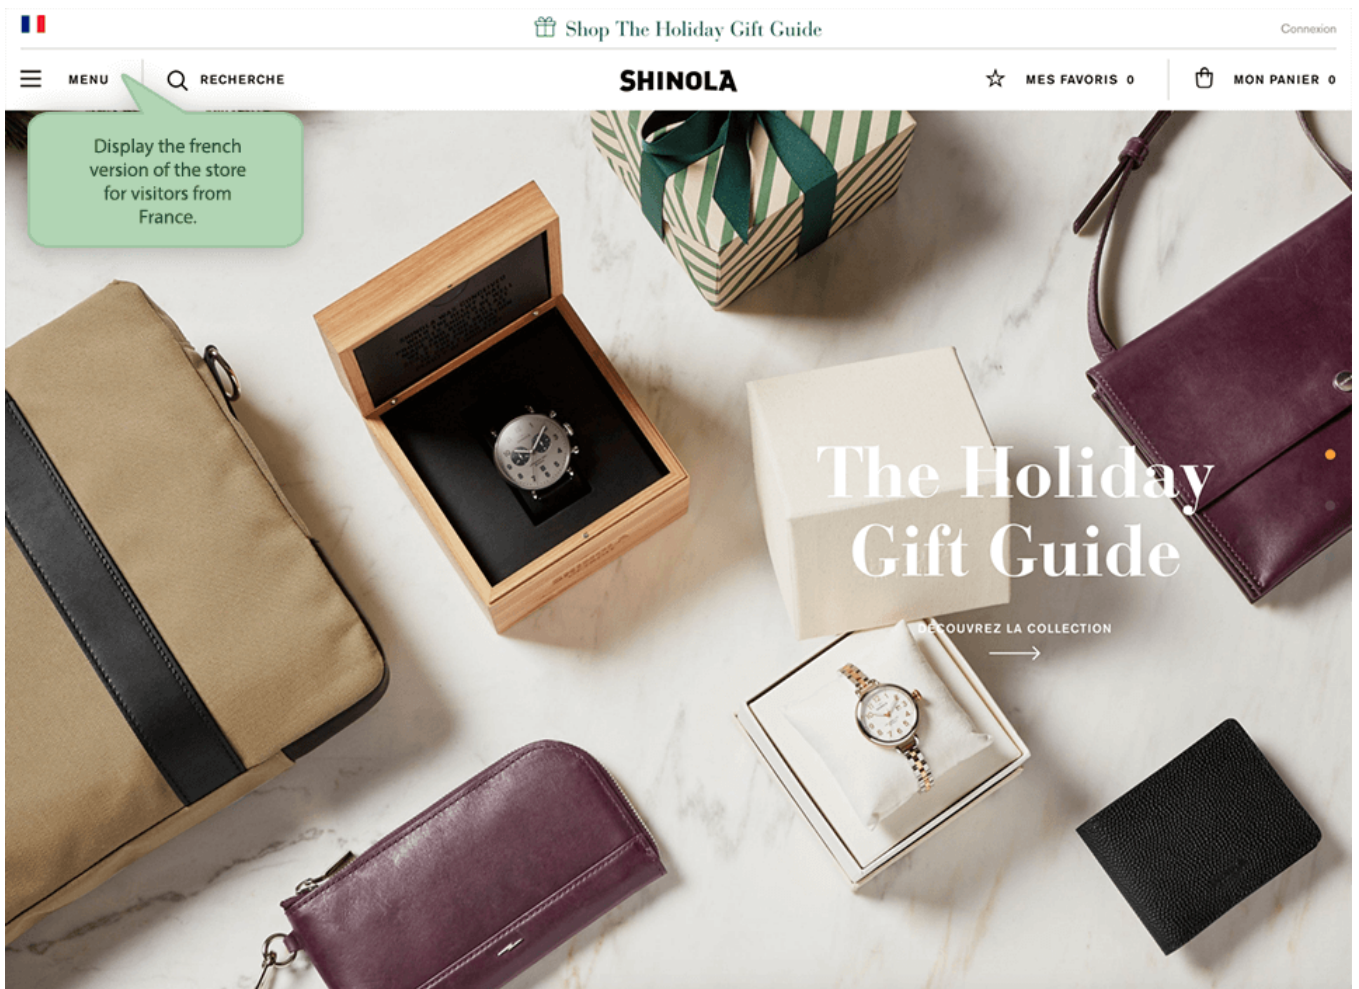 Shop The Holiday Gift Guide
Connexion
MENU
RECHERCHE
SHINOLA
MES FAVORIS 0
MON PANIER 0
Display the french
version of the store
for visitors from
France.
The Holiday
Gift Guide
DÉCOUVREZ LA COLLECTION